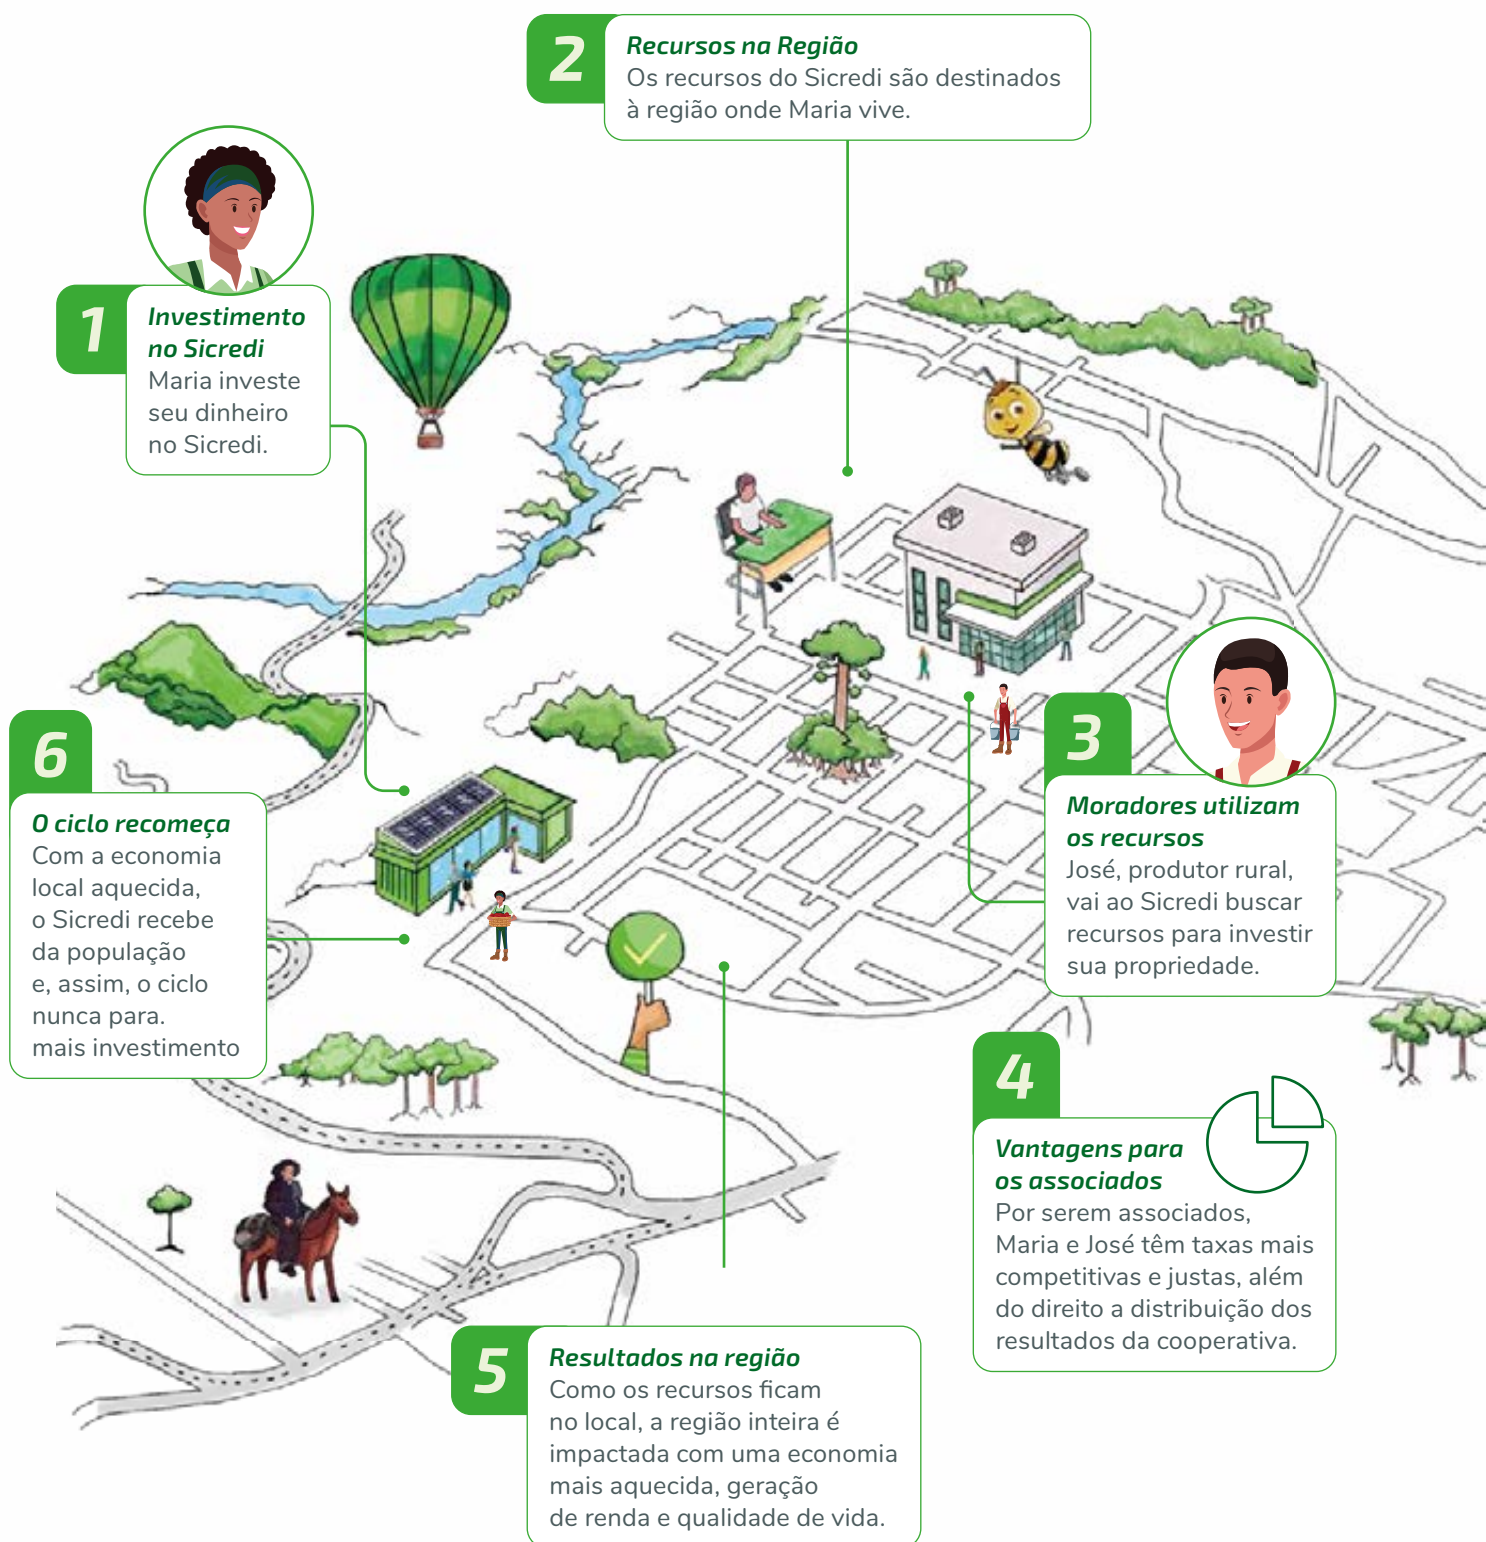 1
Investimento
no Sicredi
Maria investe
seu dinheiro
no Sicredi.
2
Recursos na Região
Os recursos do Sicredi são destinados
à região onde Maria vive.
3
Moradores utilizam
os recursos
José, produtor rural,
vai ao Sicredi buscar
recursos para investir
sua propriedade.
4
Vantagens para
os associados
Por serem associados,
Maria e José têm taxas mais
competitivas e justas, além
do direito a distribuição dos
resultados da cooperativa.
5
Resultados na região
Como os recursos ficam
no local, a região inteira é
impactada com uma economia
mais aquecida, geração
de renda e qualidade de vida.
6
O ciclo recomeça
Com a economia
local aquecida,
o Sicredi recebe
da população
e, assim, o ciclo
nunca para.
mais investimento